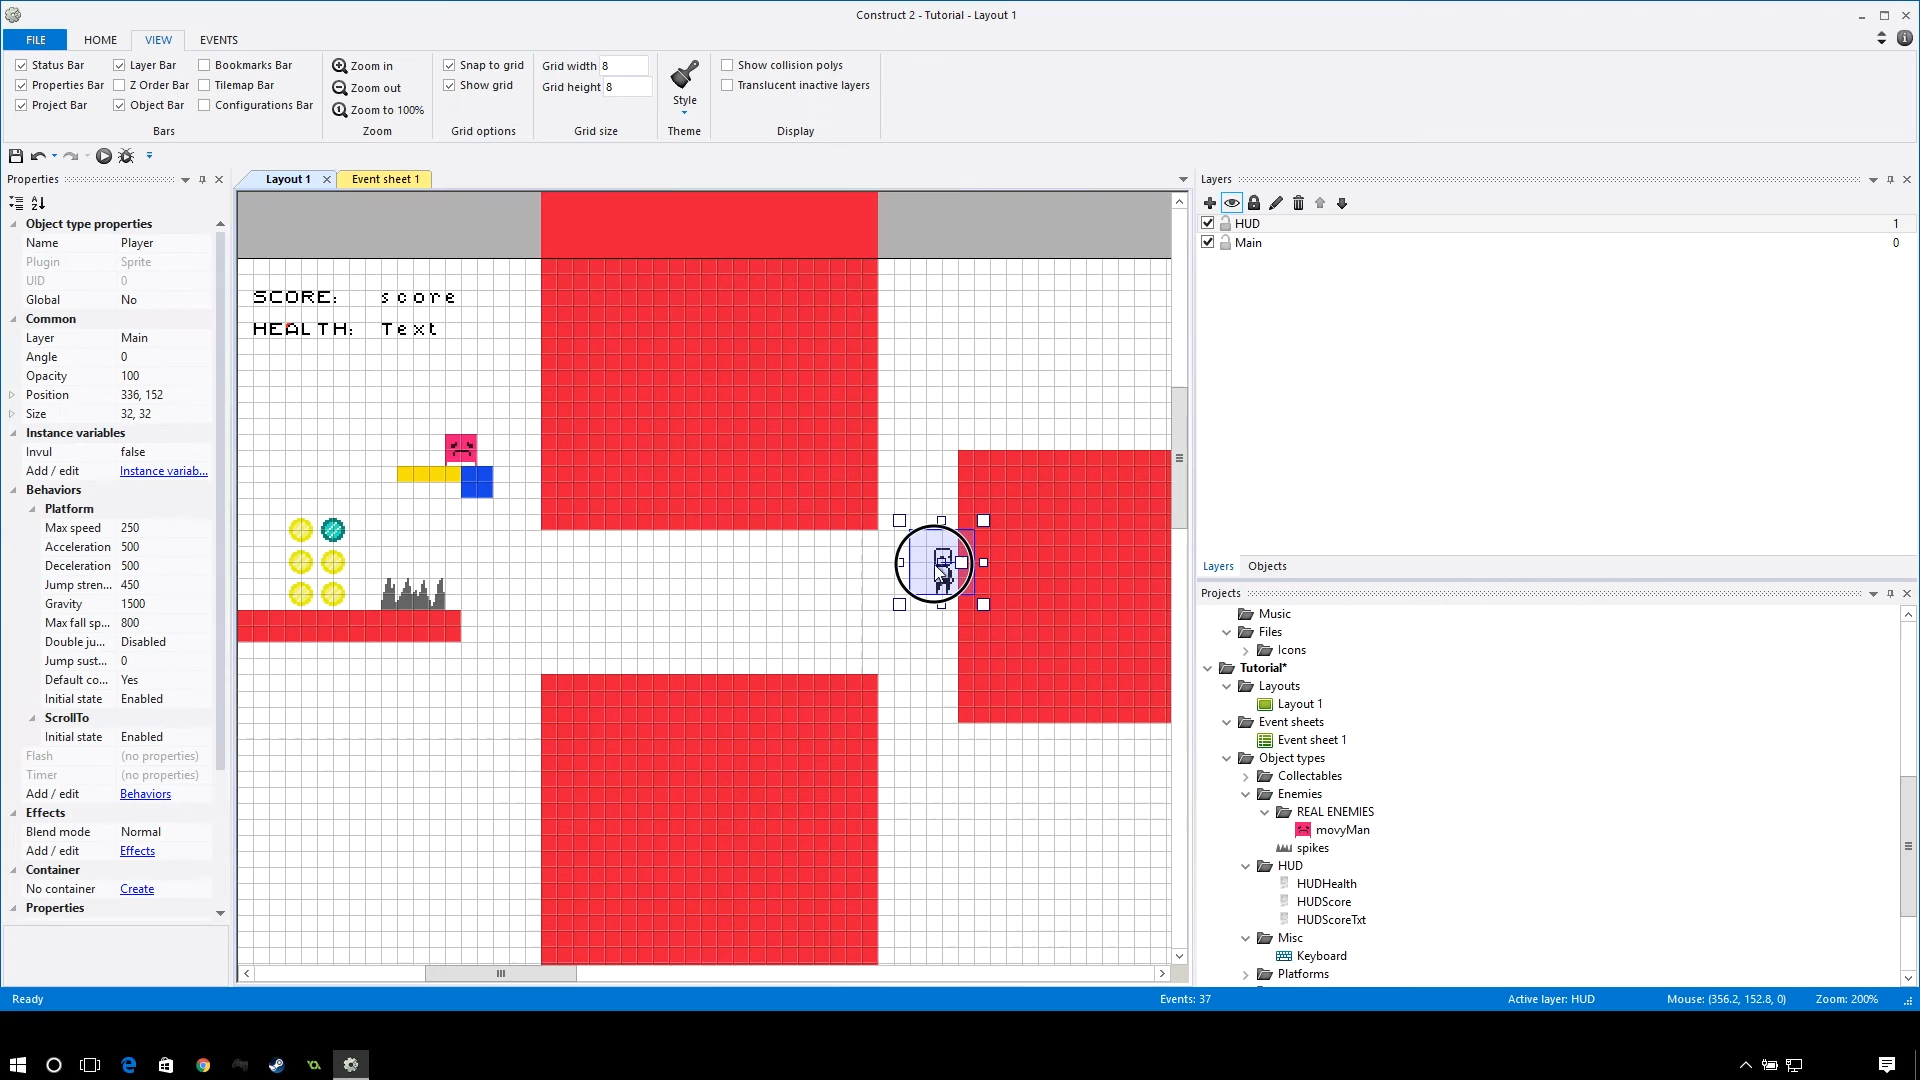 Construct 2 - Tutorial - Layout 1
FILE HOME VIEW EVENTS
Status Bar Layer Bar Bookmarks Bar
Properties Bar Z Order Bar Tilemap Bar
Project Bar Object Bar Configurations Bar
Bars
Zoom in
Zoom out
Zoom to 100%
Zoom
Snap to grid
Show grid
Grid options
Grid width 8
Grid height 8
Grid size
Style
Theme
Show collision polys
Translucent inactive layers
Display
Properties
Object type properties
Name Player
Plugin Sprite
UID 0
Global No
Common
Layer Main
Angle 0
Opacity 100
Position 336, 152
Size 32, 32
Instance variables
Invul false
Add / edit Instance variab...
Behaviors
Platform
Max speed 250
Acceleration 500
Deceleration 500
Jump stren... 450
Gravity 1500
Max fall sp... 800
Double ju... Disabled
Jump sust... 0
Default co... Yes
Initial state Enabled
ScrollTo
Initial state Enabled
Flash (no properties)
Timer (no properties)
Add / edit Behaviors
Effects
Blend mode Normal
Add / edit Effects
Container
No container Create
Properties
Layout 1 Event sheet 1
SCORE: score
HEALTH: Text
Layers
HUD 1
Main 0
Layers Objects
Projects
Music
Files
Icons
Tutorial*
Layouts
Layout 1
Event sheets
Event sheet 1
Object types
Collectables
Enemies
REAL ENEMIES
movyMan
spikes
HUD
HUDHealth
HUDScore
HUDScoreTxt
Misc
Keyboard
Platforms
Ready Events: 37 Active layer: HUD Mouse: (356.2, 152.8, 0) Zoom: 200%